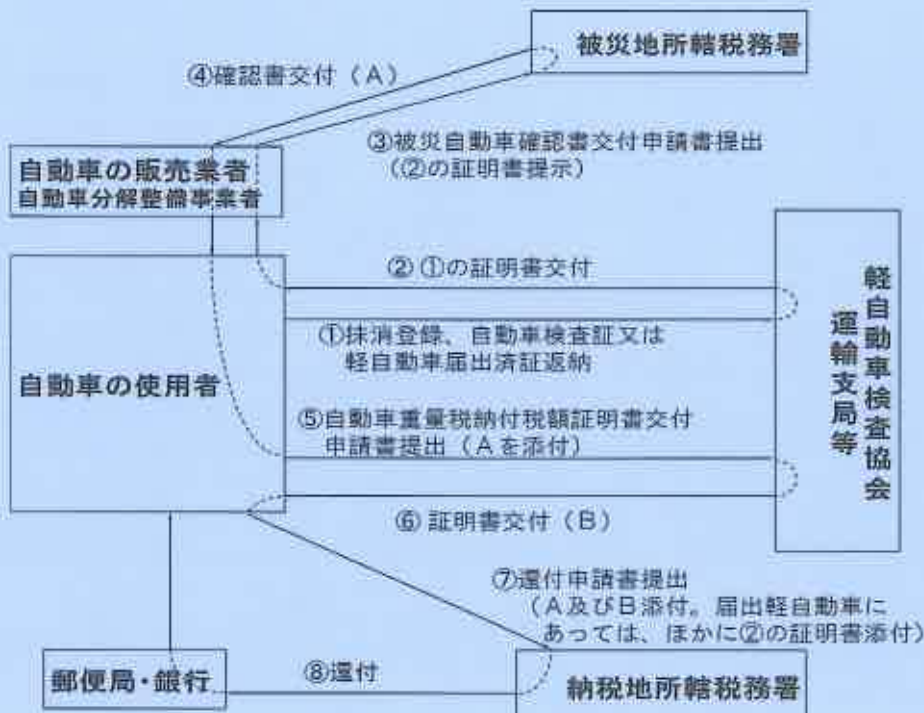 被災地所轄税務署
④確認書交付(A)
③被災自動車確認書交付申請書提出
(②の証明書提示)
自動車の販売業者
自動車分解整備事業者
② ①の証明書交付
①抹消登録、自動車検査証又は
軽自動車届出済証返納
軽自動車検査協会
運輸支局等
自動車の使用者
⑤自動車重量税納付税額証明書交付
申請書提出(Aを添付)
⑥ 証明書交付(B)
⑦還付申請書提出
(A及びB添付。届出軽自動車に
あっては、ほかに②の証明書添付)
郵便局・銀行
⑧還付
納税地所轄税務署